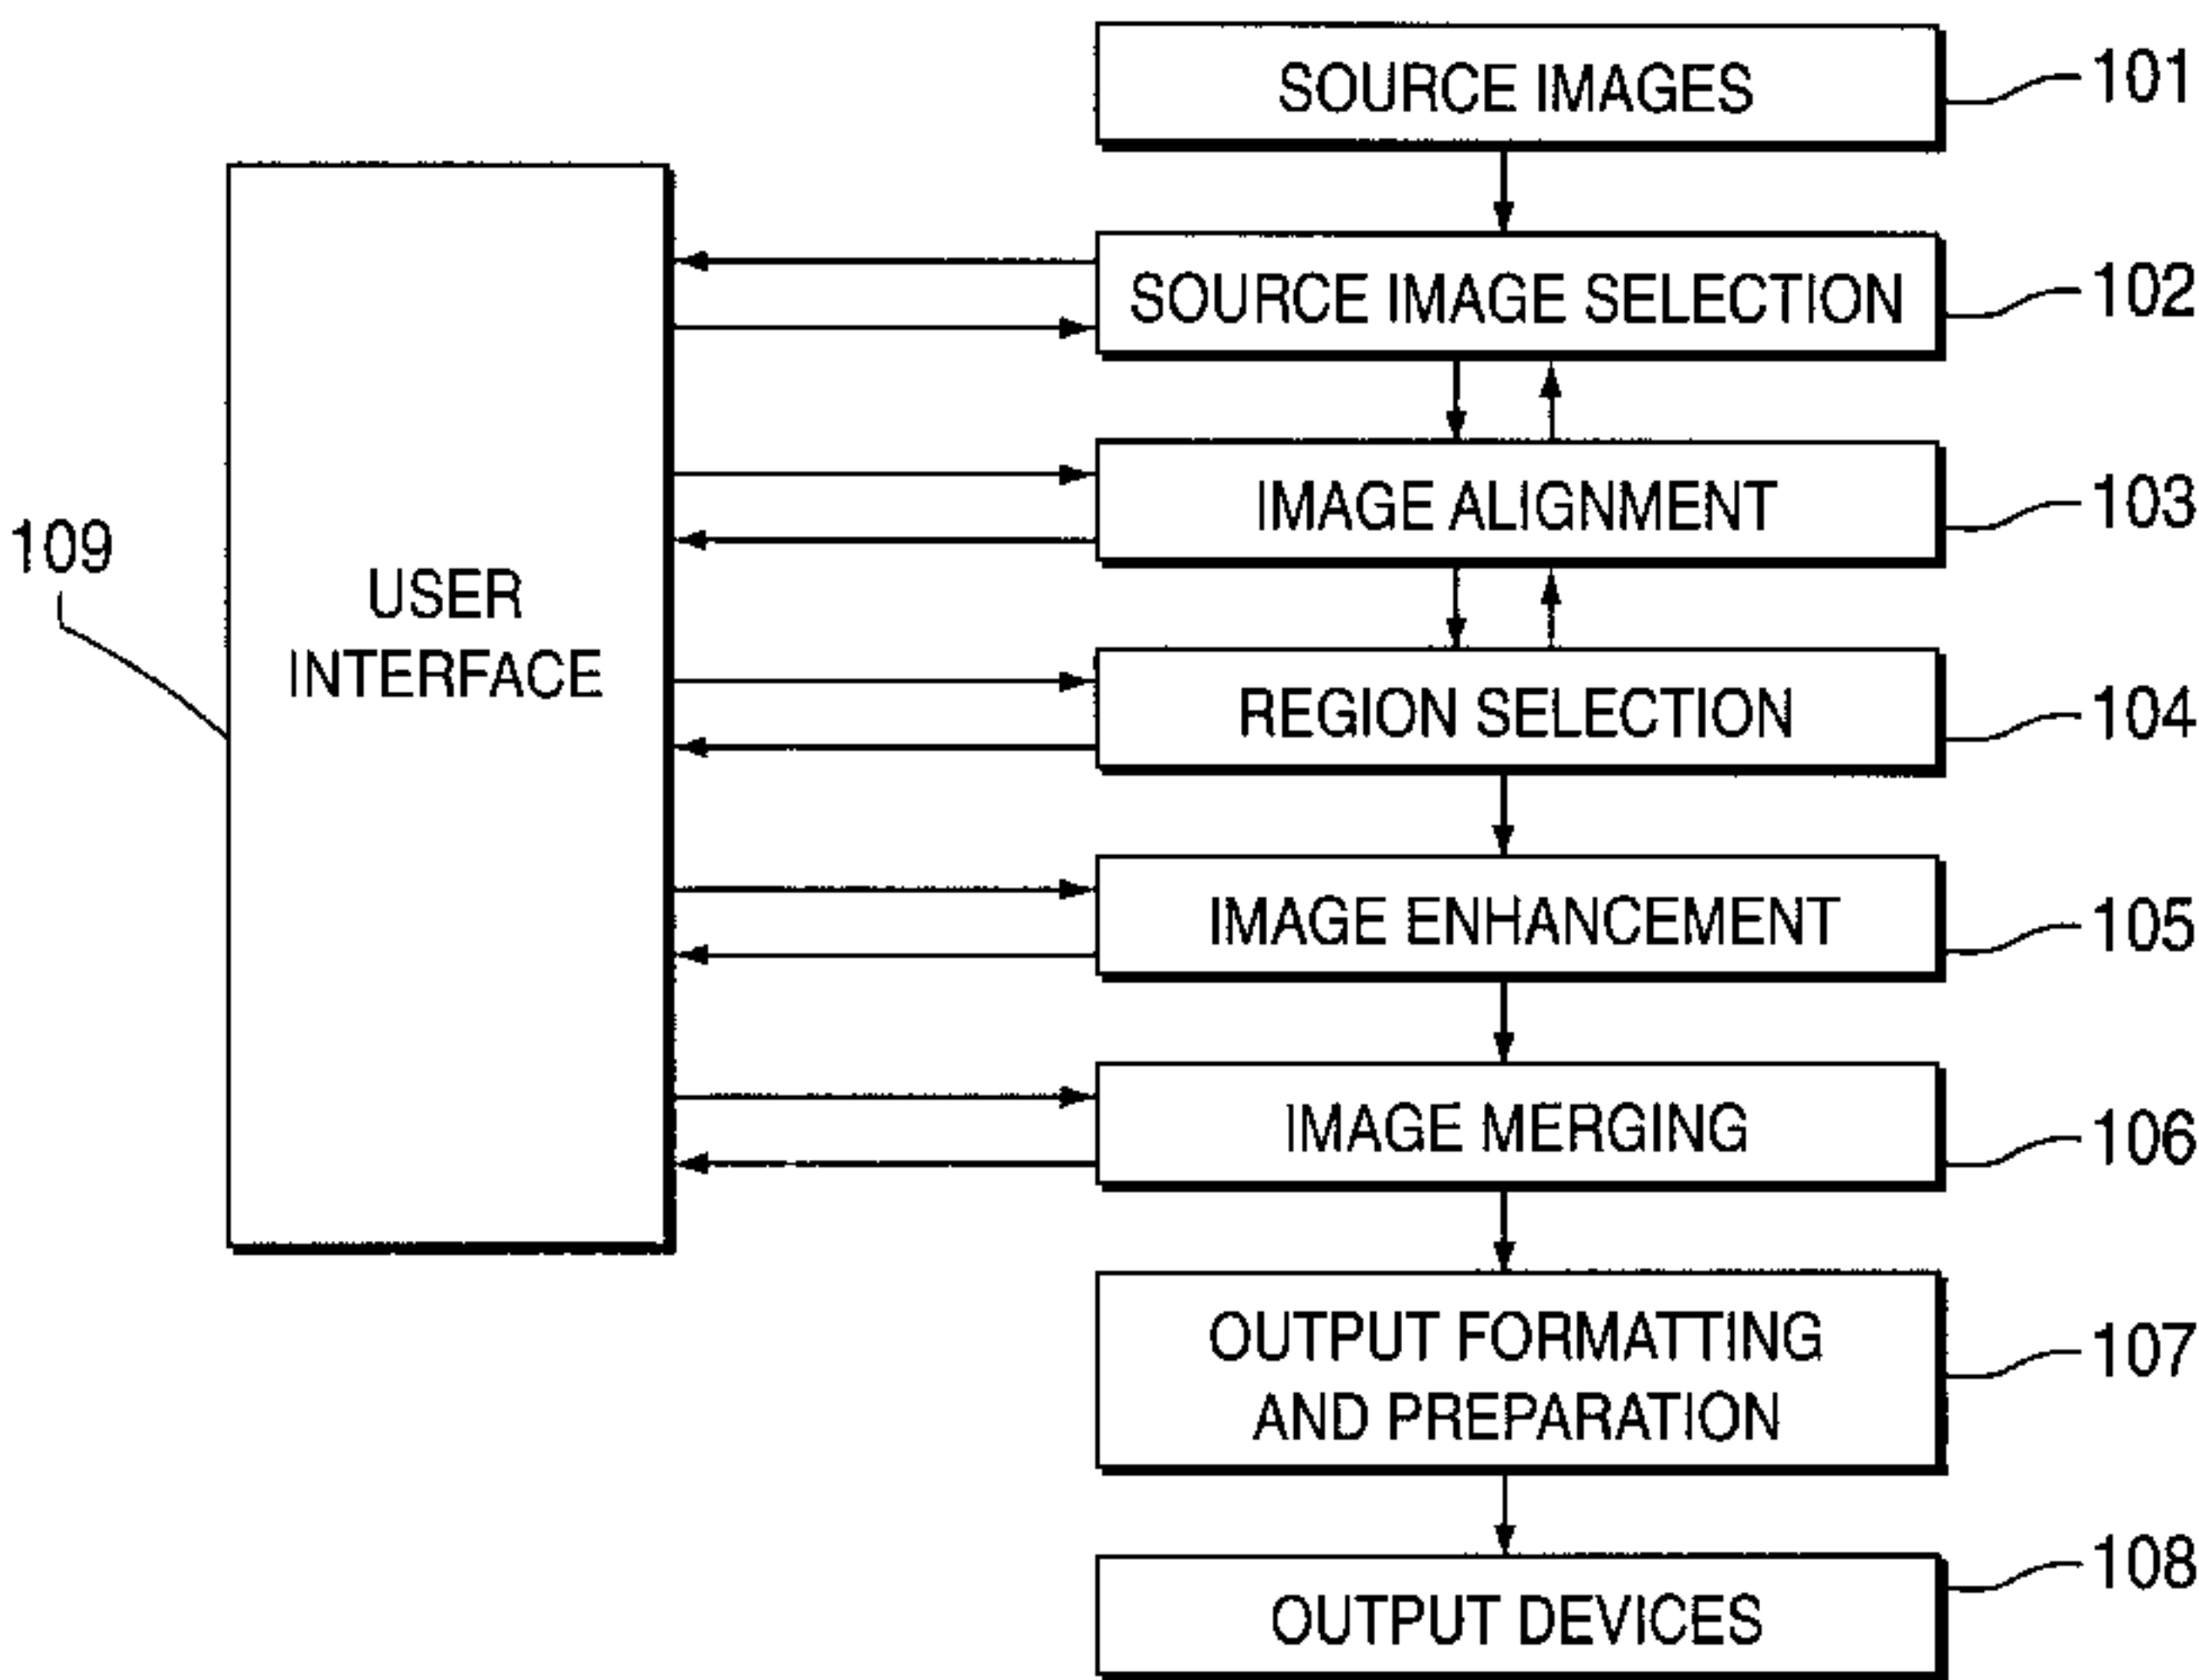 SOURCE IMAGES
101
SOURCE IMAGE SELECTION
102
IMAGE ALIGNMENT
103
109
USER
INTERFACE
REGION SELECTION
104
IMAGE ENHANCEMENT
105
IMAGE MERGING
106
OUTPUT FORMATTING
AND PREPARATION
107
OUTPUT DEVICES
108